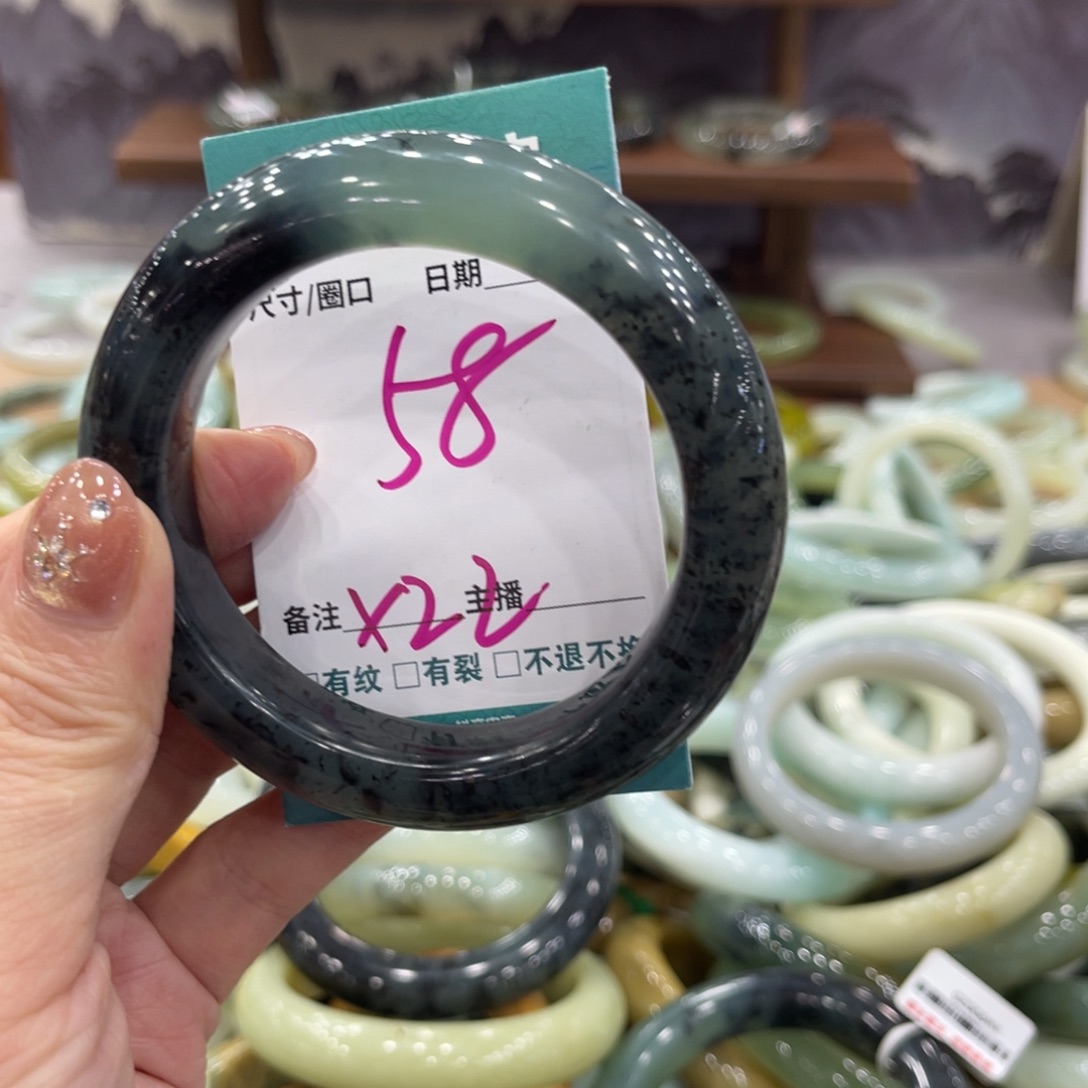 尺寸/圈口 日期
58
备注 X22 主播
□有纹 □有裂 □不退不换